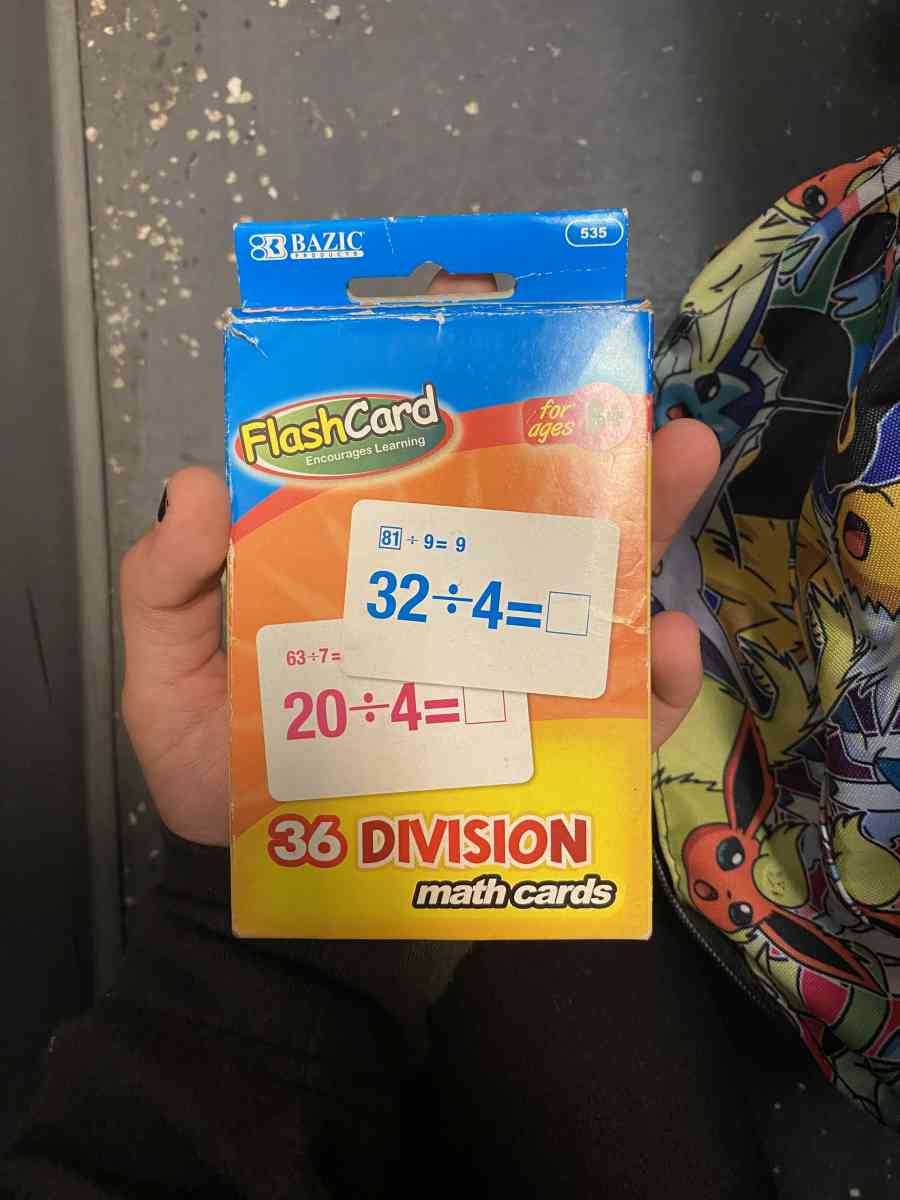 BAZIC
PRODUCTS
535
FlashCard
Encourages Learning
for
ages
81 ÷ 9= 9
32÷4=
63÷7=
20÷4=
36 DIVISION
math cards